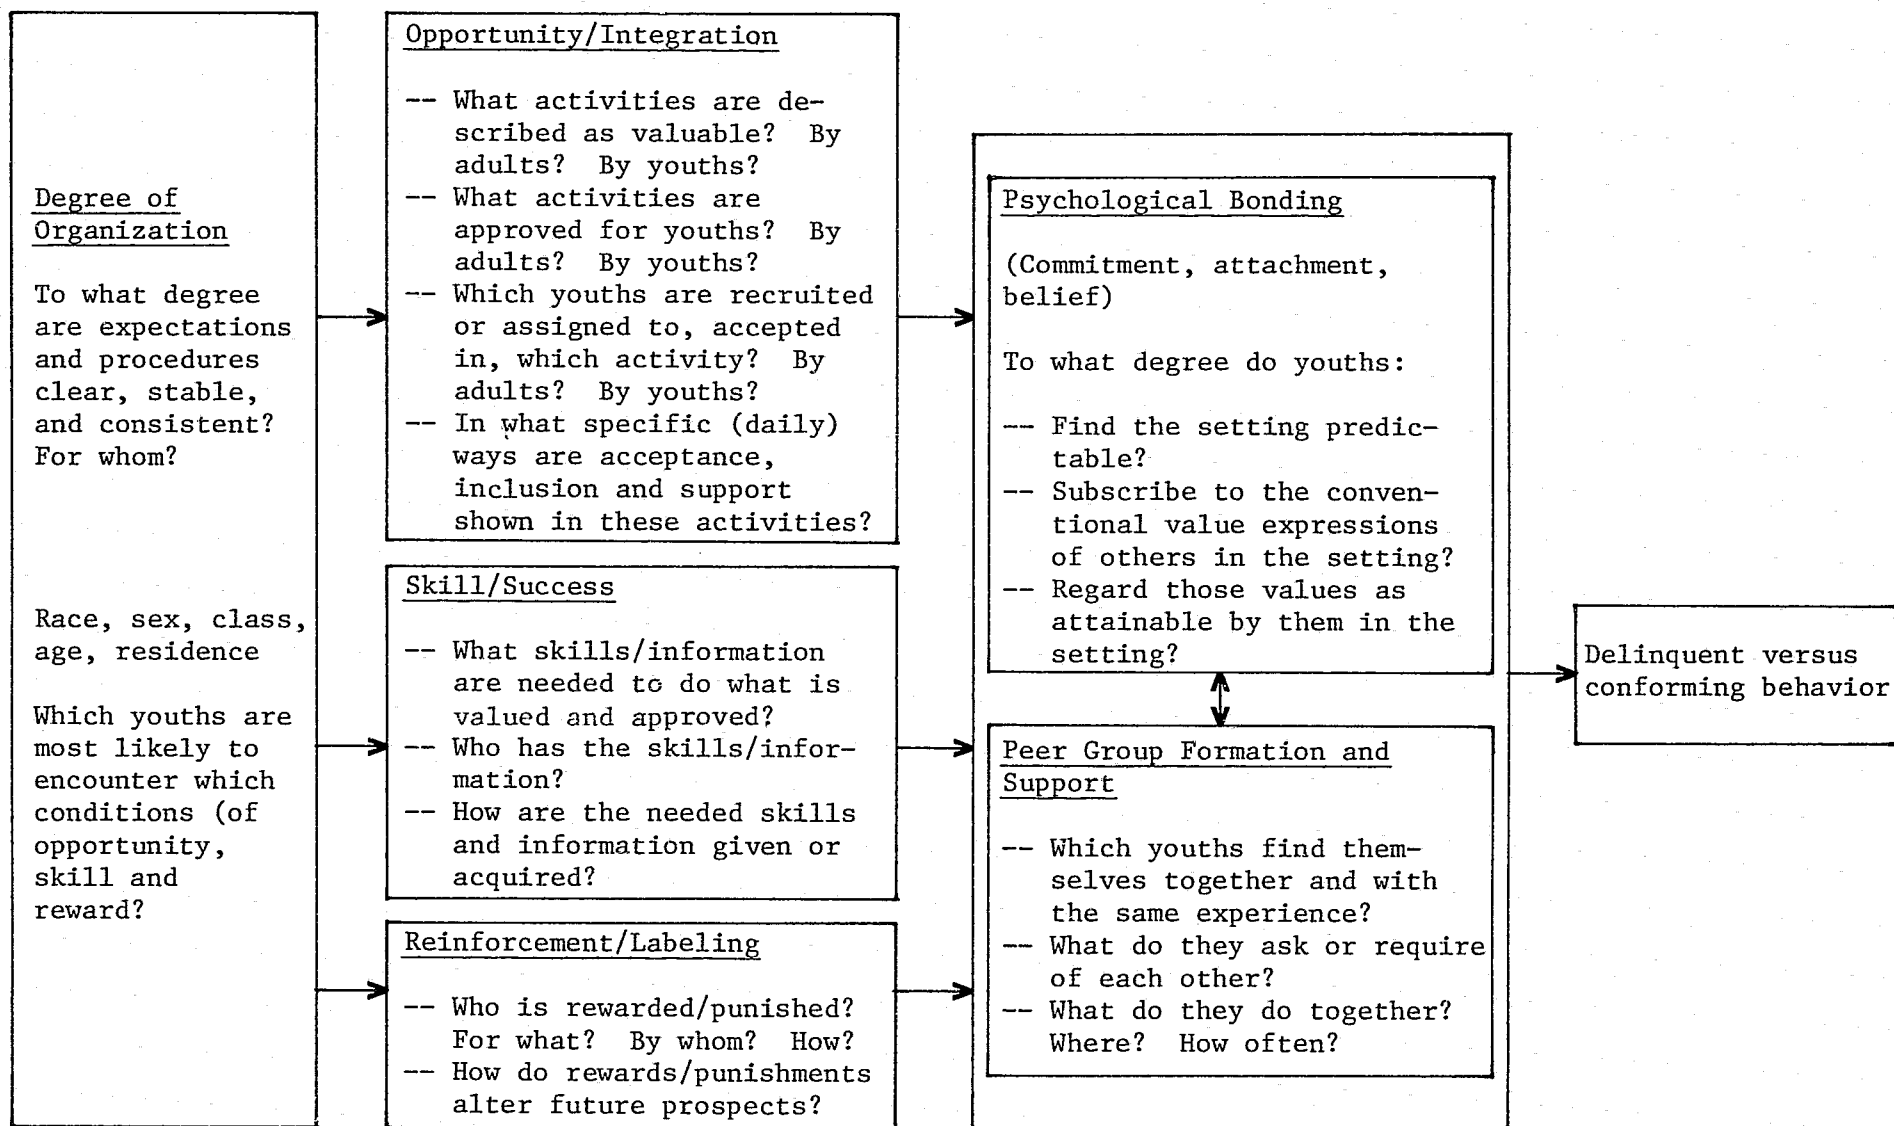 Degree of
Organization
To what degree
are expectations
and procedures
clear, stable,
and consistent?
For whom?
Race, sex, class,
age, residence
Which youths are
most likely to
encounter which
conditions (of
opportunity,
skill and
reward?
Opportunity/Integration
-- What activities are de-
scribed as valuable? By
adults? By youths?
-- What activities are
approved for youths? By
adults? By youths?
-- Which youths are recruited
or assigned to, accepted
in, which activity? By
adults? By youths?
-- In what specific (daily)
ways are acceptance,
inclusion and support
shown in these activities?
Skill/Success
-- What skills/information
are needed to do what is
valued and approved?
-- Who has the skills/infor-
mation?
-- How are the needed skills
and information given or
acquired?
Reinforcement/Labeling
-- Who is rewarded/punished?
For what? By whom? How?
-- How do rewards/punishments
alter future prospects?
Psychological Bonding
(Commitment, attachment,
belief)
To what degree do youths:
-- Find the setting predic-
table?
-- Subscribe to the conven-
tional value expressions
of others in the setting?
-- Regard those values as
attainable by them in the
setting?
Peer Group Formation and
Support
-- Which youths find them-
selves together and with
the same experience?
-- What do they ask or require
of each other?
-- What do they do together?
Where? How often?
Delinquent versus
conforming behavior